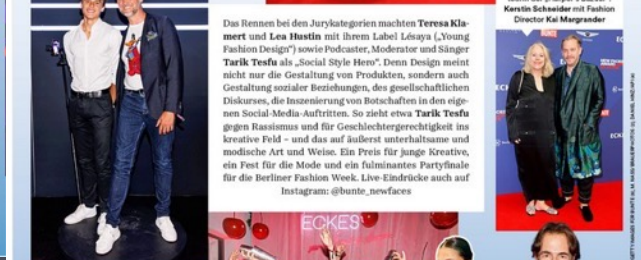 Kerstin Schneider mit Fashion
Director Kai Margrander
Das Rennen bei den Jurykategorien machten Teresa Kla-
mert und Lea Hustin mit ihrem Label Lésaya („Young
Fashion Design“) sowie Podcaster, Moderator und Sänger
Tarik Tesfu als „Social Style Hero“. Denn Design meint
nicht nur die Gestaltung von Produkten, sondern auch
Gestaltung sozialer Beziehungen, des gesellschaftlichen
Diskurses, die Inszenierung von Botschaften in den eige-
nen Social-Media-Auftritten. So zieht etwa Tarik Tesfu
gegen Rassismus und für Geschlechtergerechtigkeit ins
kreative Feld – und das auf äußerst unterhaltsame und
modische Art und Weise. Ein Preis für junge Kreative,
ein Fest für die Mode und ein fulminantes Partyfinale
für die Berliner Fashion Week. Live-Eindrücke auch auf
Instagram: @bunte_newfaces
BUNTE
ECKES